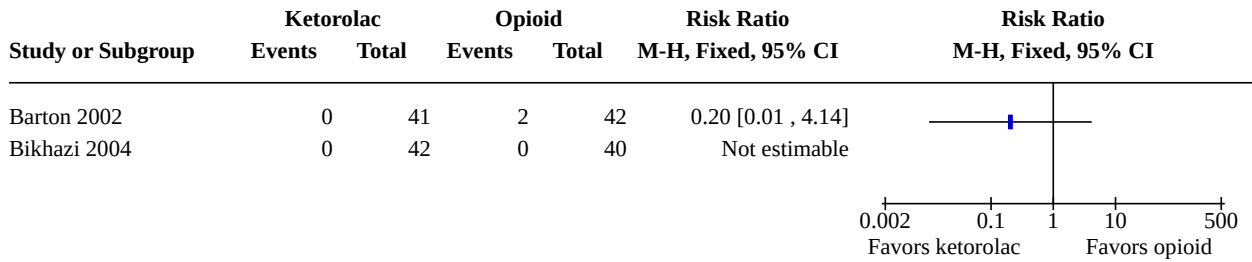 Ketorolac Opioid Risk Ratio Risk Ratio
Study or Subgroup Events Total Events Total M-H, Fixed, 95% CI M-H, Fixed, 95% CI
Barton 2002 0 41 2 42 0.20 [0.01 , 4.14]
Bikhazi 2004 0 42 0 40 Not estimable
0.002 0.1 1 10 500
Favors ketorolac Favors opioid